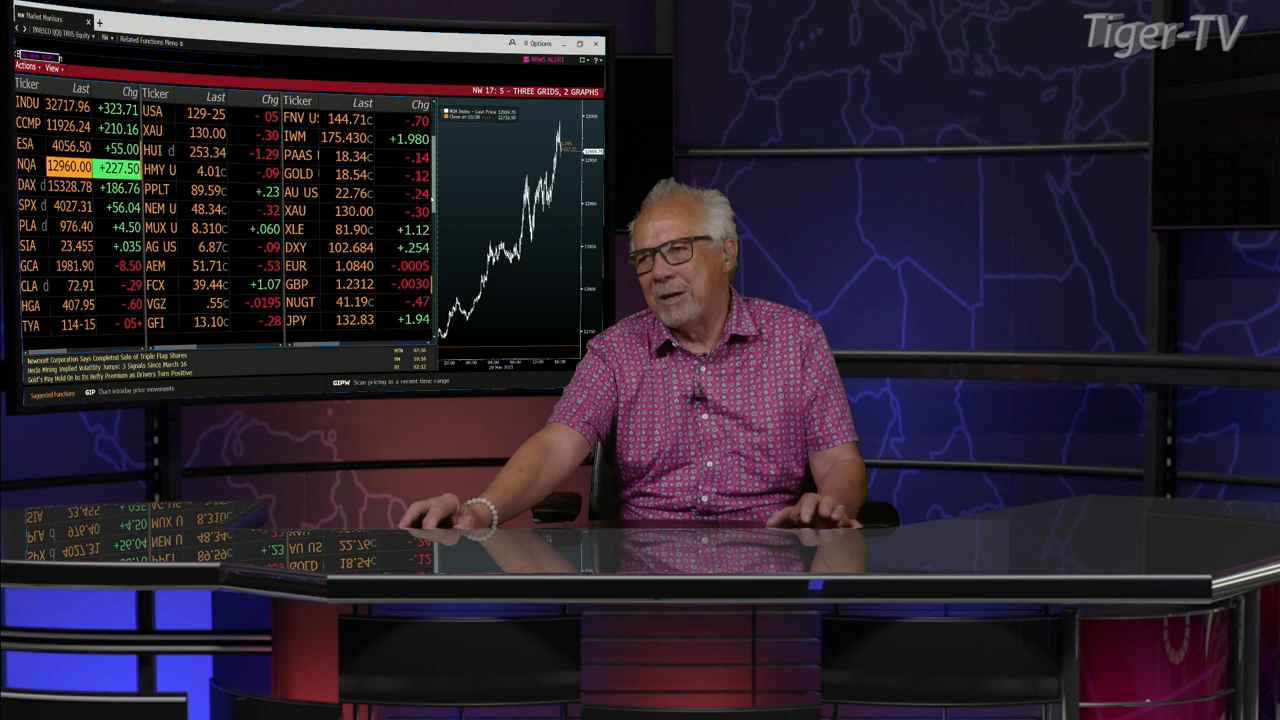 Tiger-TV
NW Market Monitors × +
INVESCO QQQ TRUS Equity NW Related Functions Menu
Options
NEWS ALERT
Actions View
NW 17: 5 - THREE GRIDS, 2 GRAPHS
Ticker Last Chg Ticker Last Chg Ticker Last Chg
INDU 32717.96 +323.71 USA 129-25 - 05 FNV US 144.71C -.70
CCMP 11926.24 +210.16 XAU 130.00 -.30 IWM 175.430C +1.980
ESA 4056.50 +55.00 HUI d 253.34 -1.29 PAAS 18.34C -.14
NQA 12960.00 +227.50 HMY U 4.01C -.09 GOLD 18.54C -.12
DAX d 15328.78 +186.76 PPLT 89.59C +.23 AU US 22.76C -.24
SPX d 4027.31 +56.04 NEM U 48.34C -.32 XAU 130.00 -.30
PLA d 976.40 +4.50 MUX U 8.310C +.060 XLE 81.90C +1.12
SIA 23.455 +.035 AG US 6.87C -.09 DXY 102.684 +.254
GCA 1981.90 -8.50 AEM 51.71C -.53 EUR 1.0840 -.0005
CLA d 72.91 -.29 FCX 39.44C +1.07 GBP 1.2312 -.0030
HGA 407.95 -.60 VGZ .55C -.0195 NUGT 41.19C -.47
TYA 114-15 - 05+ GFI 13.10C -.28 JPY 132.83 +1.94
Newmont Corporation Says Completed Sale of Triple Flag Shares
Hecla Mining Implied Volatility Jumps: 3 Signals Since March 16
Gold's May Hold On to Its Hefty Premium as Drivers Turn Positive
Suggested Functions GIP Chart intraday price movements GIPW Scan pricing in a recent time range